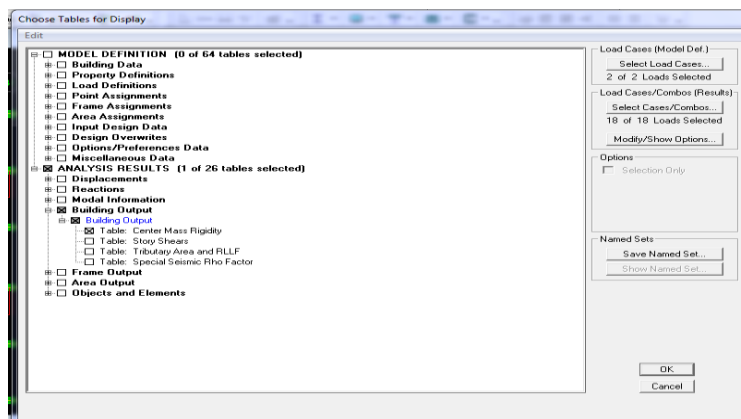 Choose Tables for Display
Edit
MODEL DEFINITION (0 of 64 tables selected)
Building Data
Property Definitions
Load Definitions
Point Assignments
Frame Assignments
Area Assignments
Input Design Data
Design Overwrites
Options/Preferences Data
Miscellaneous Data
ANALYSIS RESULTS (1 of 26 tables selected)
Displacements
Reactions
Modal Information
Building Output
Building Output
Table: Center Mass Rigidity
Table: Story Shears
Table: Tributary Area and RLLF
Table: Special Seismic Rho Factor
Frame Output
Area Output
Objects and Elements
Load Cases (Model Def.)
Select Load Cases...
2 of 2 Loads Selected
Load Cases/Combos (Results)
Select Cases/Combos...
18 of 18 Loads Selected
Modify/Show Options...
Options
Selection Only
Named Sets
Save Named Set...
Show Named Set...
OK
Cancel